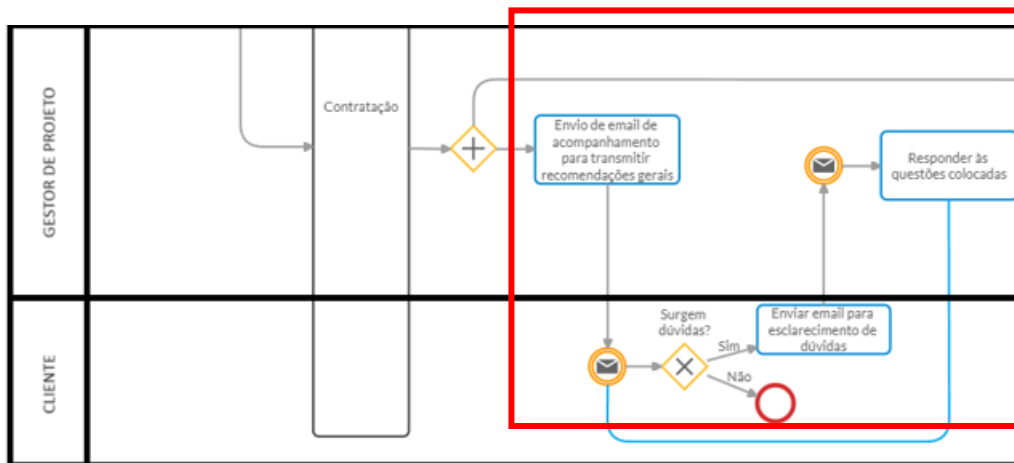 GESTOR DE PROJETO
Contratação
Envio de email de
acompanhamento
para transmitir
recomendações gerais
Responder às
questões colocadas
CLIENTE
Surgem
dúvidas?
Sim
Não
Enviar email para
esclarecimento de
dúvidas